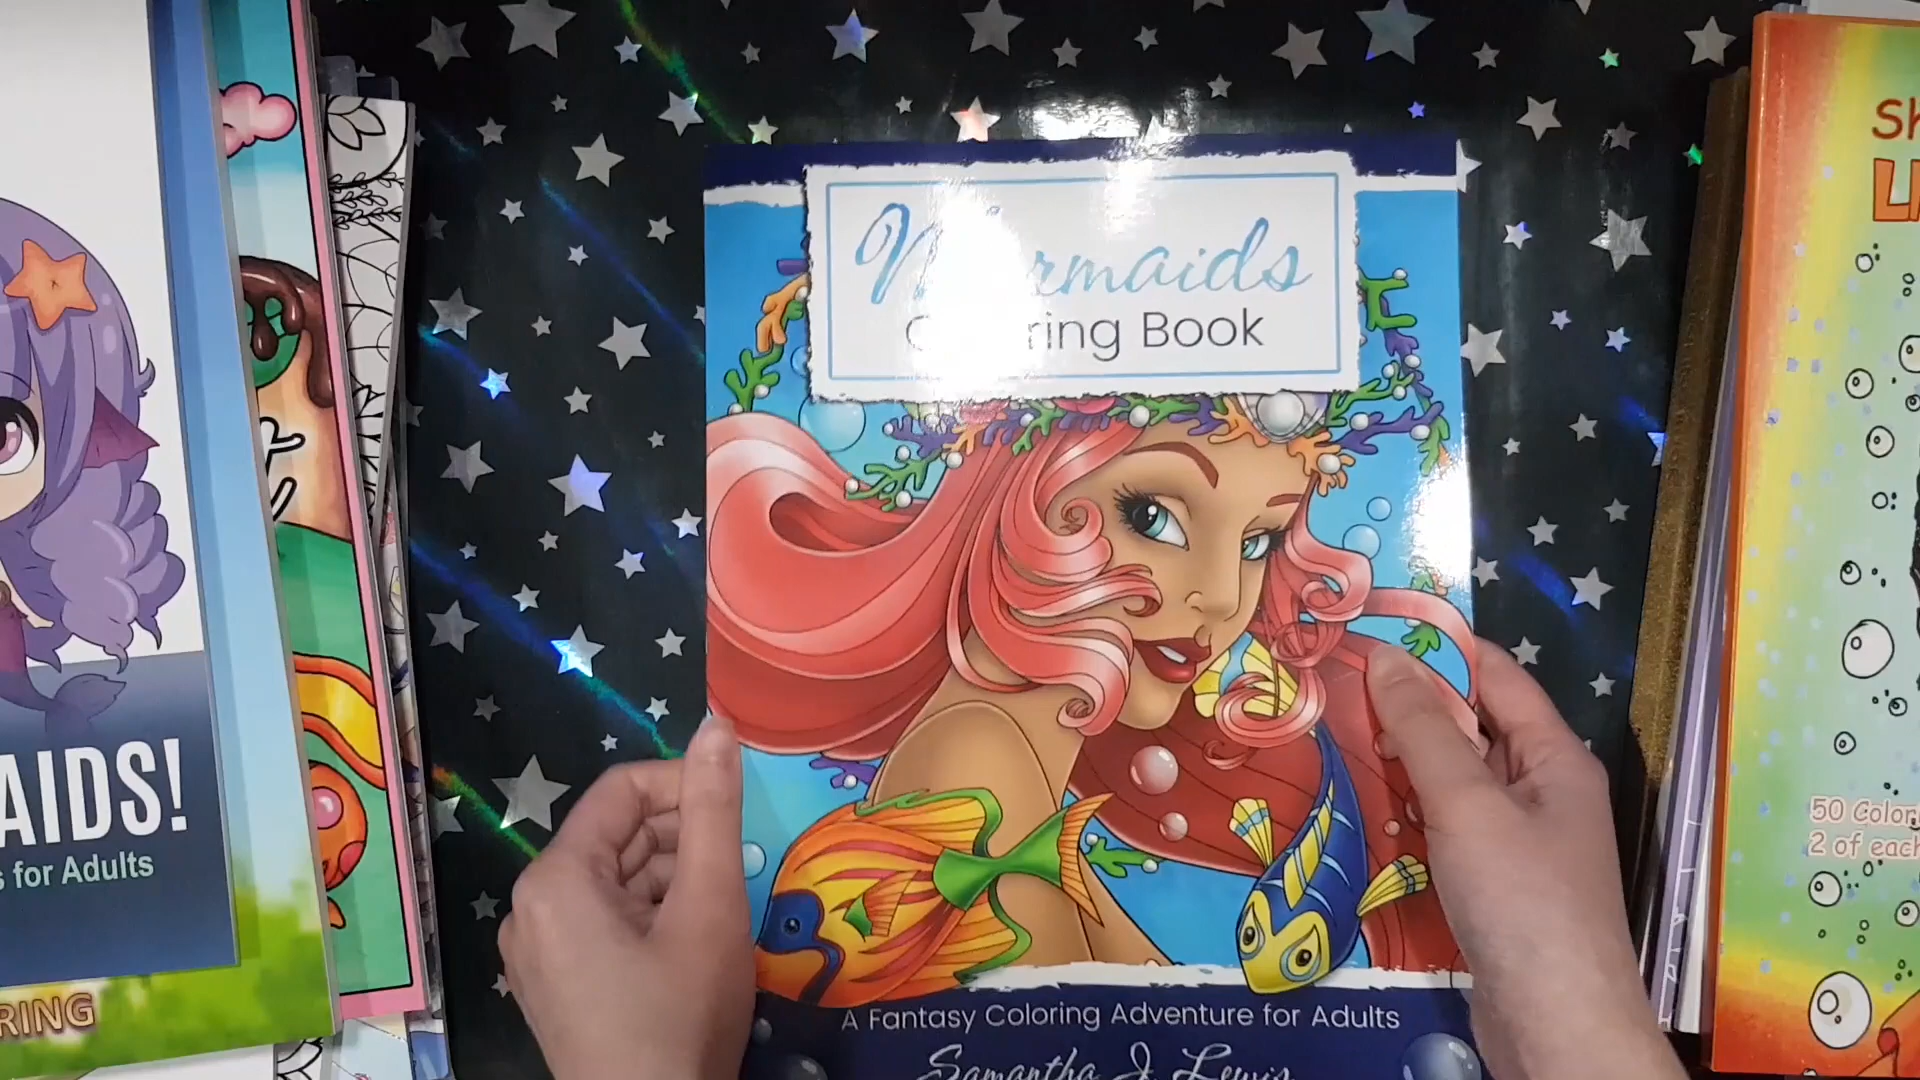 Mermaids
Coloring Book
A Fantasy Coloring Adventure for Adults
Samantha J. Lewis
AIDS!
s for Adults
RING
Sh
50 Color
2 of each